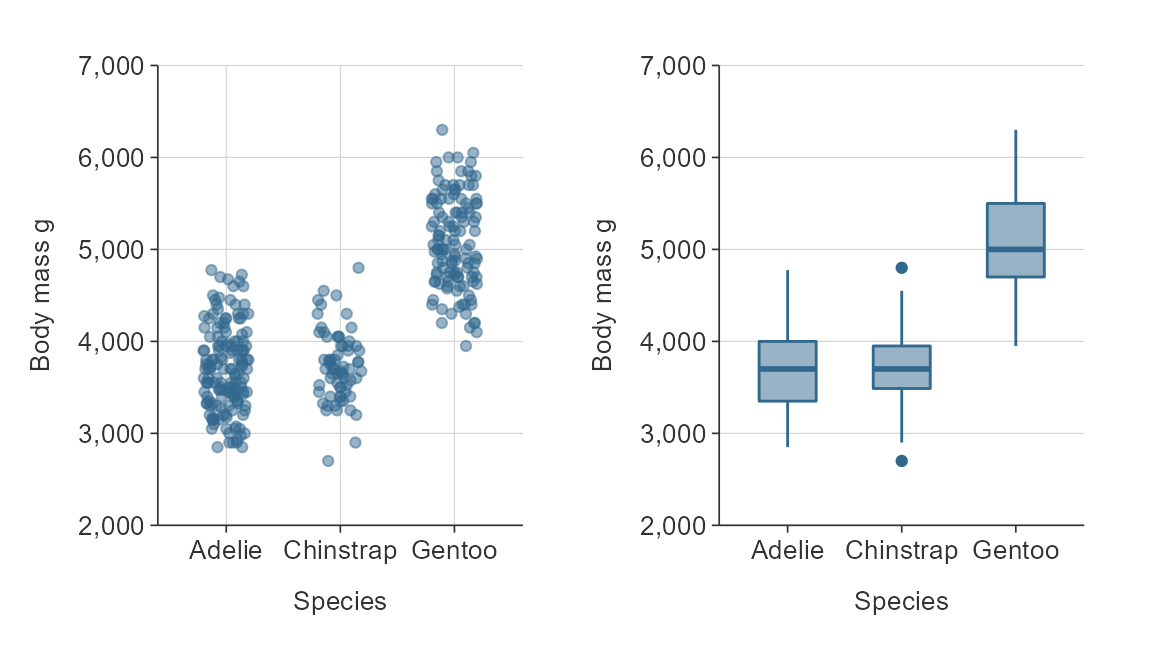 7,000
6,000
5,000
4,000
3,000
2,000
Body mass g
Adelie Chinstrap Gentoo
Species
7,000
6,000
5,000
4,000
3,000
2,000
Body mass g
Adelie Chinstrap Gentoo
Species